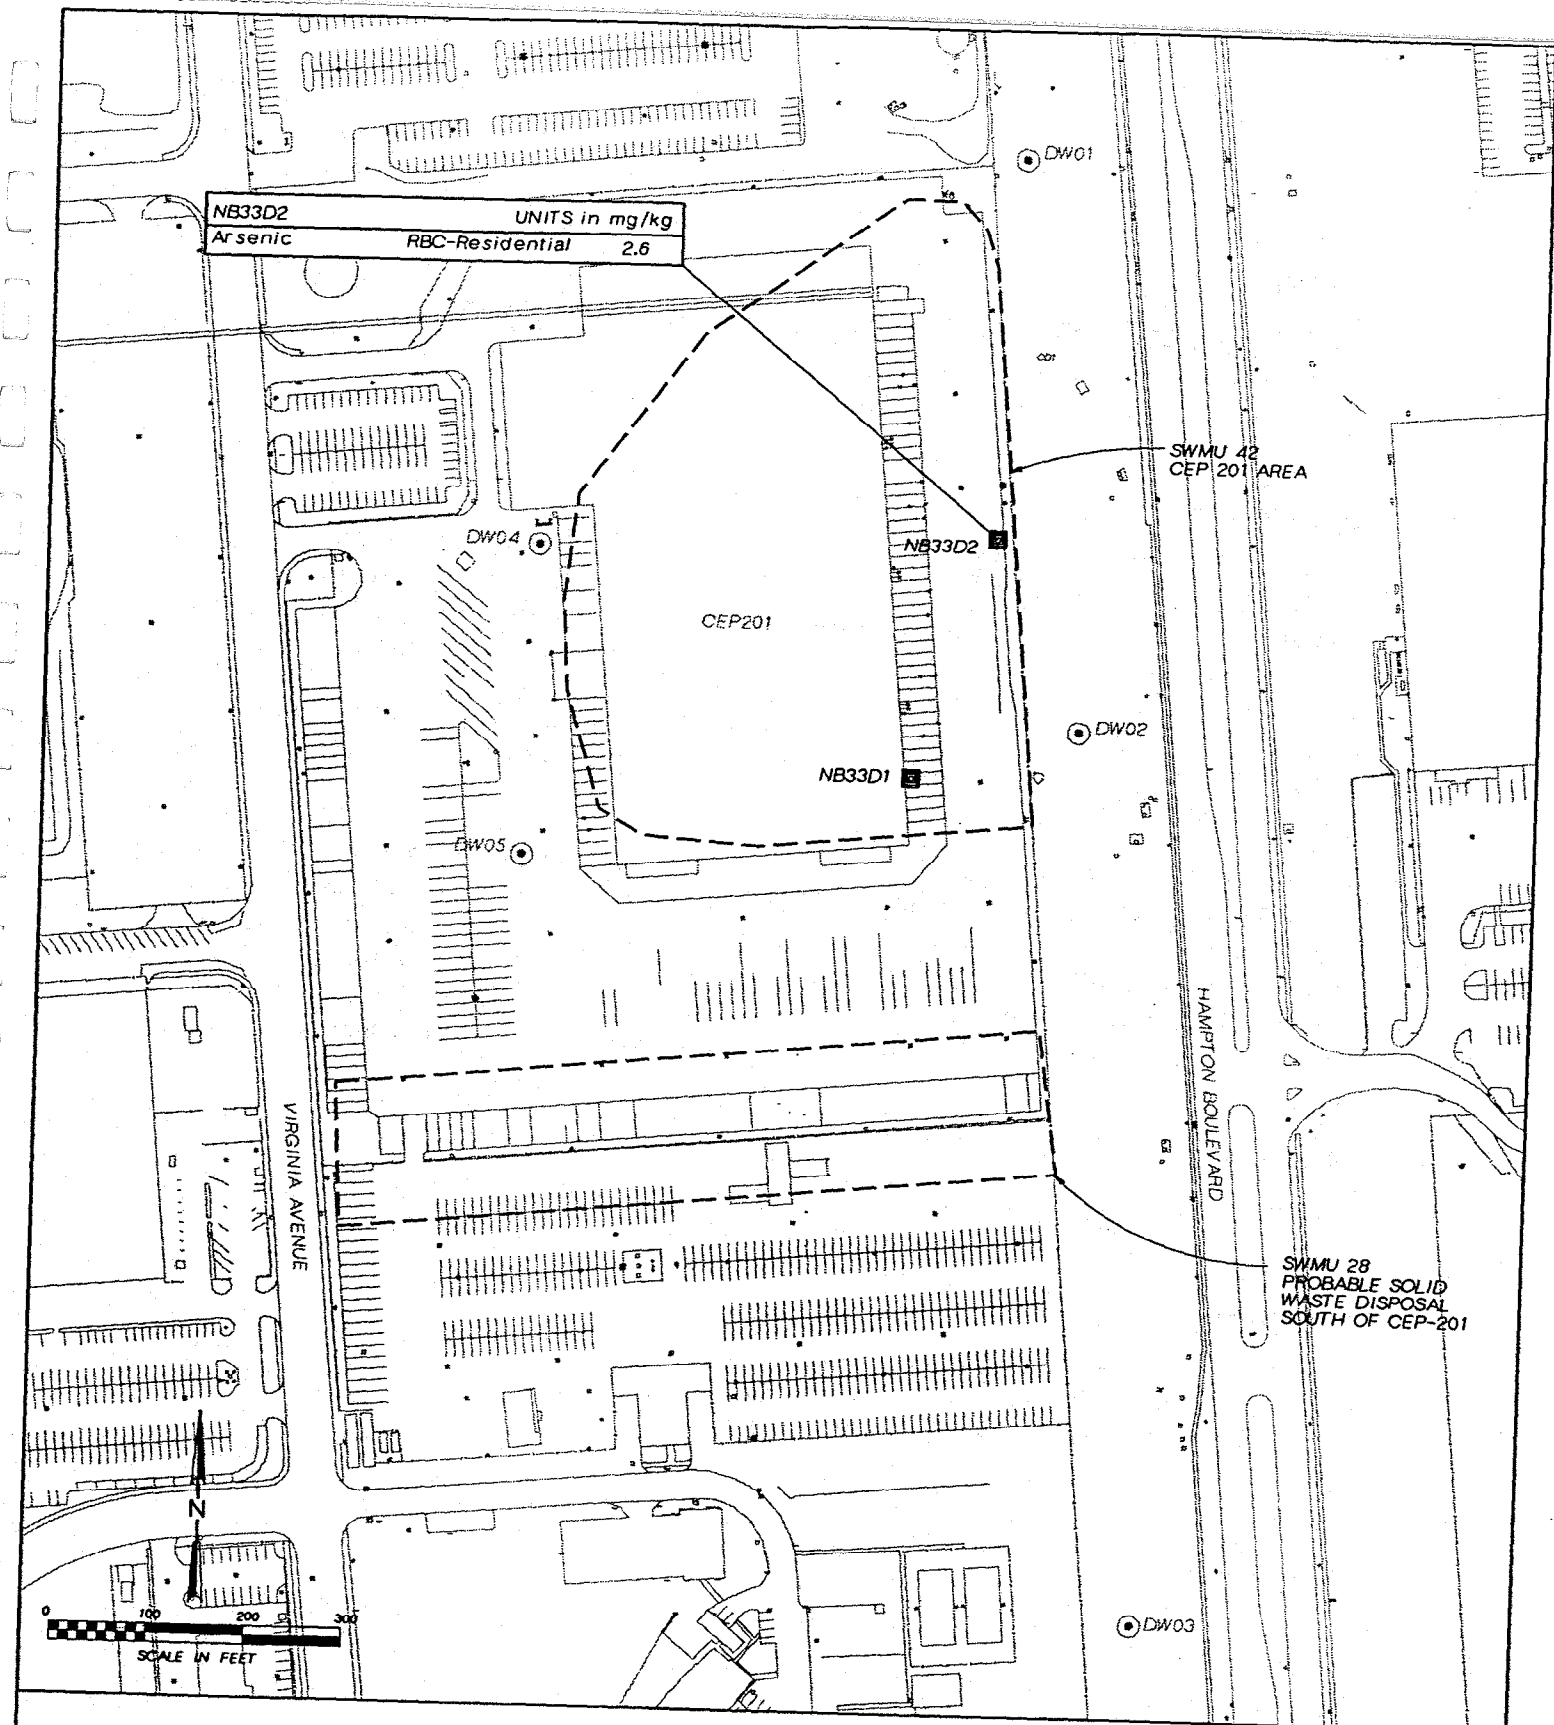 DW01
NB33D2 UNITS in mg/kg
Arsenic RBC-Residential 2.6
SWMU 42
CEP 201 AREA
DW04
NB33D2
CEP201
DW02
NB33D1
DW05
HAMPTON BOULEVARD
VIRGINIA AVENUE
SWMU 28
PROBABLE SOLID
WASTE DISPOSAL
SOUTH OF CEP-201
N
0 100 200 300
SCALE IN FEET
DW03